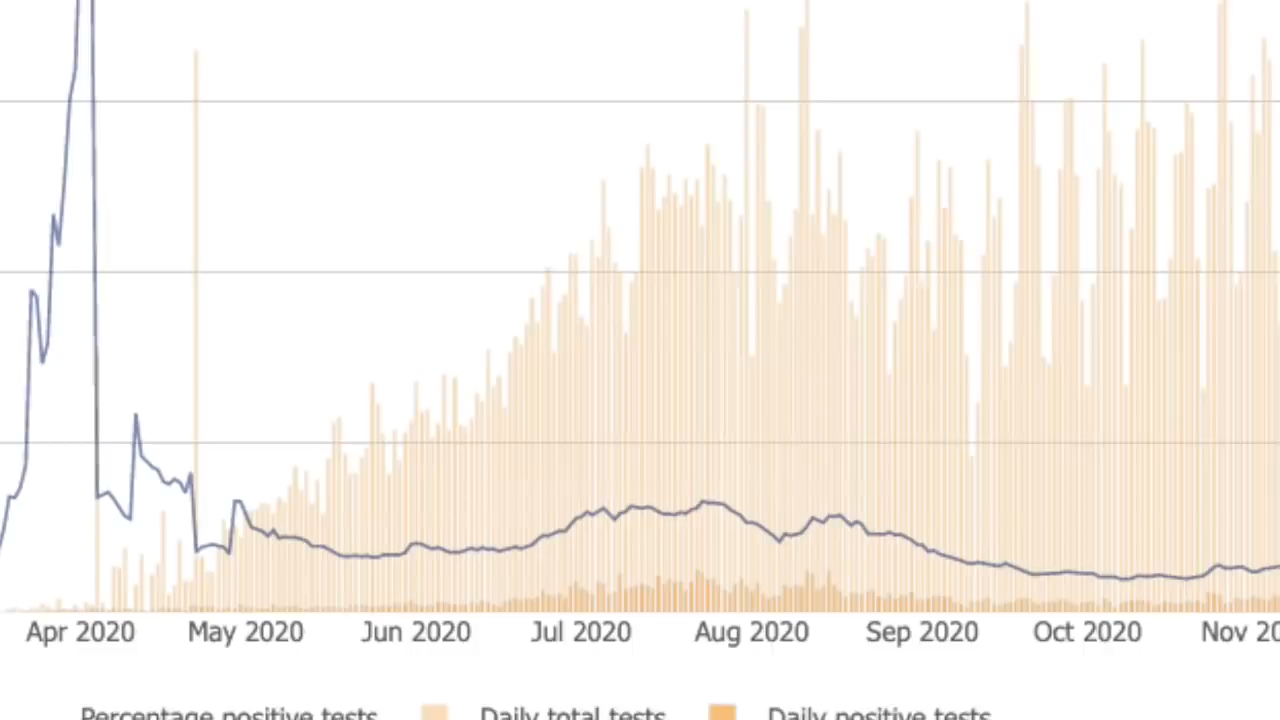 Apr 2020 May 2020 Jun 2020 Jul 2020 Aug 2020 Sep 2020 Oct 2020 Nov 20
Percentage positive tests Daily total tests Daily positive tests